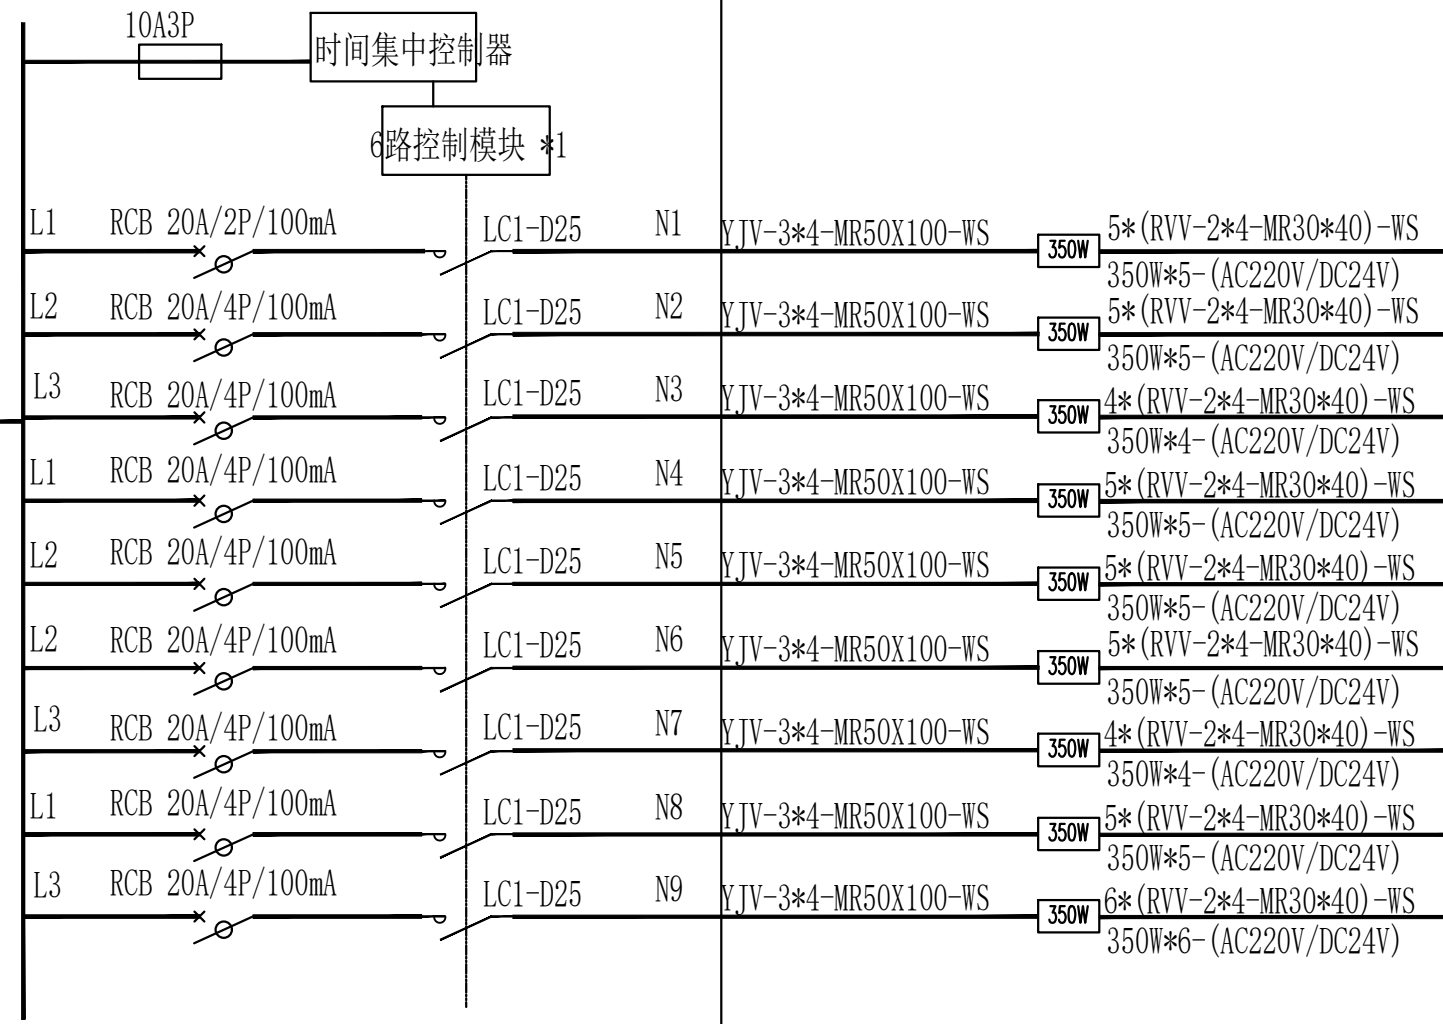 10A3P
时间集中控制器
6路控制模块 *1
L1 RCB 20A/2P/100mA LC1-D25 N1 YJV-3*4-MR50X100-WS 350W 5*(RVV-2*4-MR30*40)-WS
350W*5-(AC220V/DC24V)
L2 RCB 20A/4P/100mA LC1-D25 N2 YJV-3*4-MR50X100-WS 350W 5*(RVV-2*4-MR30*40)-WS
350W*5-(AC220V/DC24V)
L3 RCB 20A/4P/100mA LC1-D25 N3 YJV-3*4-MR50X100-WS 350W 4*(RVV-2*4-MR30*40)-WS
350W*4-(AC220V/DC24V)
L1 RCB 20A/4P/100mA LC1-D25 N4 YJV-3*4-MR50X100-WS 350W 5*(RVV-2*4-MR30*40)-WS
350W*5-(AC220V/DC24V)
L2 RCB 20A/4P/100mA LC1-D25 N5 YJV-3*4-MR50X100-WS 350W 5*(RVV-2*4-MR30*40)-WS
350W*5-(AC220V/DC24V)
L2 RCB 20A/4P/100mA LC1-D25 N6 YJV-3*4-MR50X100-WS 350W 5*(RVV-2*4-MR30*40)-WS
350W*5-(AC220V/DC24V)
L3 RCB 20A/4P/100mA LC1-D25 N7 YJV-3*4-MR50X100-WS 350W 4*(RVV-2*4-MR30*40)-WS
350W*4-(AC220V/DC24V)
L1 RCB 20A/4P/100mA LC1-D25 N8 YJV-3*4-MR50X100-WS 350W 5*(RVV-2*4-MR30*40)-WS
350W*5-(AC220V/DC24V)
L3 RCB 20A/4P/100mA LC1-D25 N9 YJV-3*4-MR50X100-WS 350W 6*(RVV-2*4-MR30*40)-WS
350W*6-(AC220V/DC24V)